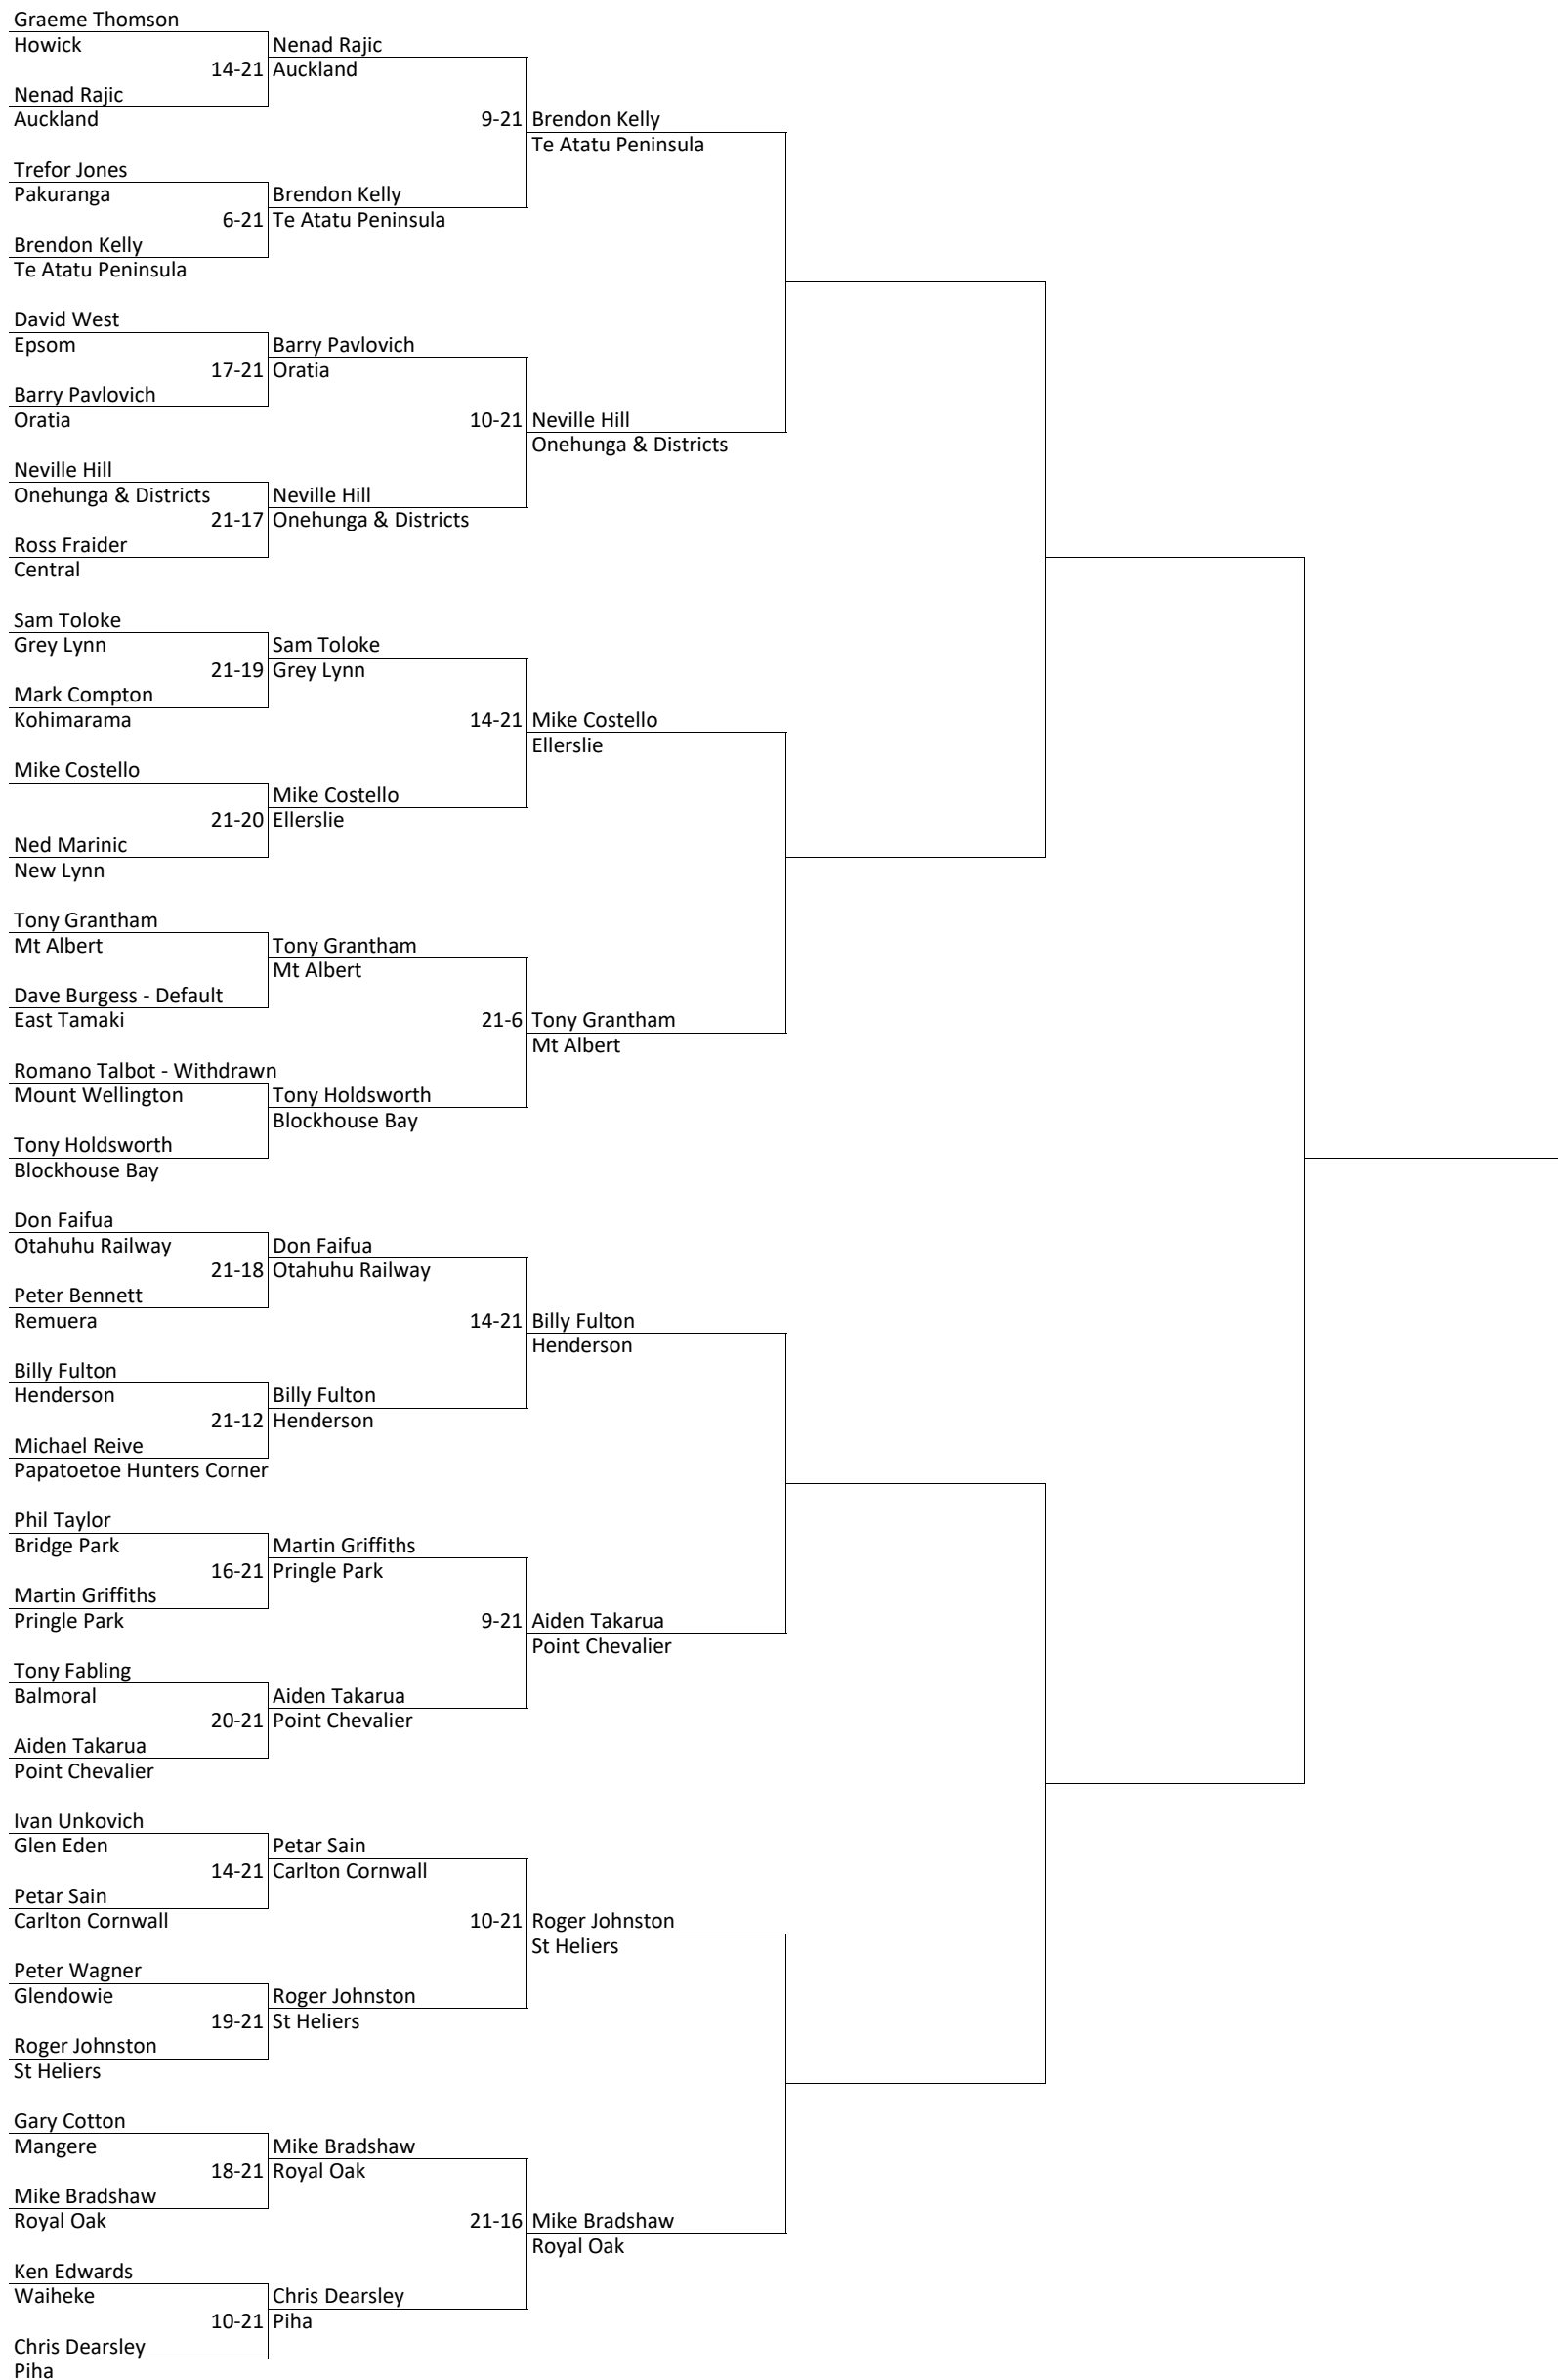 Graeme Thomson
Howick
Nenad Rajic
14-21
Auckland
Nenad Rajic
Auckland
9-21
Brendon Kelly
Te Atatu Peninsula
Trefor Jones
Pakuranga
Brendon Kelly
6-21
Te Atatu Peninsula
Brendon Kelly
Te Atatu Peninsula
David West
Epsom
Barry Pavlovich
17-21
Oratia
Barry Pavlovich
Oratia
10-21
Neville Hill
Onehunga & Districts
Neville Hill
Onehunga & Districts
Neville Hill
21-17
Onehunga & Districts
Ross Fraider
Central
Sam Toloke
Grey Lynn
Sam Toloke
21-19
Grey Lynn
Mark Compton
Kohimarama
14-21
Mike Costello
Ellerslie
Mike Costello
Mike Costello
21-20
Ellerslie
Ned Marinic
New Lynn
Tony Grantham
Mt Albert
Tony Grantham
Mt Albert
Dave Burgess - Default
East Tamaki
21-6
Tony Grantham
Mt Albert
Romano Talbot - Withdrawn
Mount Wellington
Tony Holdsworth
Blockhouse Bay
Tony Holdsworth
Blockhouse Bay
Don Faifua
Otahuhu Railway
Don Faifua
21-18
Otahuhu Railway
Peter Bennett
Remuera
14-21
Billy Fulton
Henderson
Billy Fulton
Henderson
Billy Fulton
21-12
Henderson
Michael Reive
Papatoetoe Hunters Corner
Phil Taylor
Bridge Park
Martin Griffiths
16-21
Pringle Park
Martin Griffiths
Pringle Park
9-21
Aiden Takarua
Point Chevalier
Tony Fabling
Balmoral
Aiden Takarua
20-21
Point Chevalier
Aiden Takarua
Point Chevalier
Ivan Unkovich
Glen Eden
Petar Sain
14-21
Carlton Cornwall
Petar Sain
Carlton Cornwall
10-21
Roger Johnston
St Heliers
Peter Wagner
Glendowie
Roger Johnston
19-21
St Heliers
Roger Johnston
St Heliers
Gary Cotton
Mangere
Mike Bradshaw
18-21
Royal Oak
Mike Bradshaw
Royal Oak
21-16
Mike Bradshaw
Royal Oak
Ken Edwards
Waiheke
Chris Dearsley
10-21
Piha
Chris Dearsley
Piha